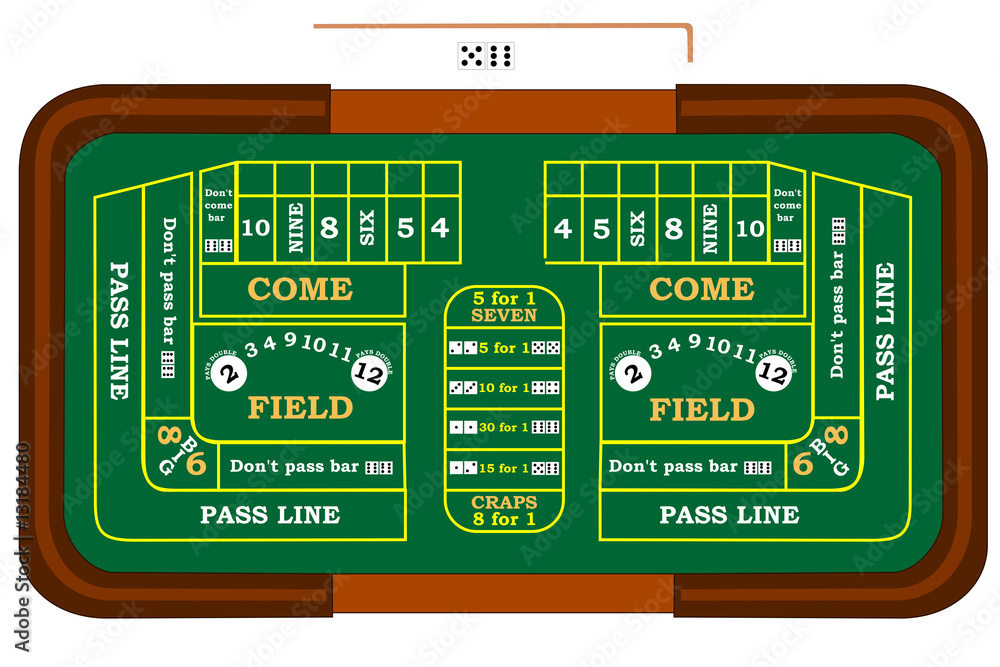 Don't
come
bar
10 NINE 8 SIX 5 4
4 5 SIX 8 NINE 10
Don't
come
bar
PASS LINE
Don't pass bar
COME
PAYS DOUBLE
2 3 4 9 10 11 12
PAYS DOUBLE
FIELD
8
BIG
6
Don't pass bar
PASS LINE
5 for 1
SEVEN
5 for 1
10 for 1
30 for 1
15 for 1
CRAPS
8 for 1
COME
PAYS DOUBLE
2 3 4 9 10 11 12
PAYS DOUBLE
FIELD
Don't pass bar
6
BIG
8
PASS LINE
Don't pass bar
PASS LINE
Adobe Stock | #13184480